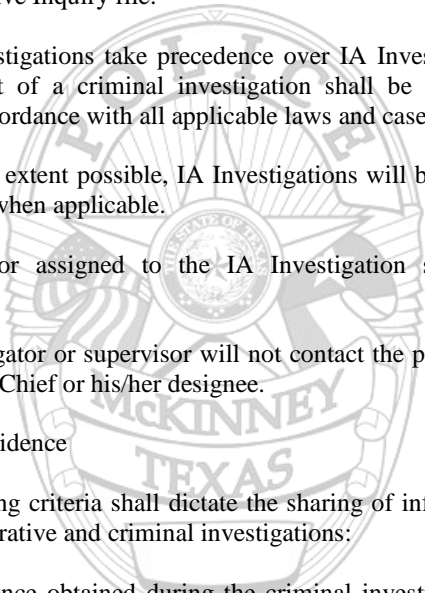 ive Inquiry file.
stigations take precedence over IA Inves
t of a criminal investigation shall be
ordance with all applicable laws and case
extent possible, IA Investigations will b
when applicable.
or assigned to the IA Investigation s
gator or supervisor will not contact the p
Chief or his/her designee.
idence
ng criteria shall dictate the sharing of inf
rative and criminal investigations:
nce obtained during the criminal investi
POLICE
THE STATE OF TEXAS
McKINNEY
TEXAS